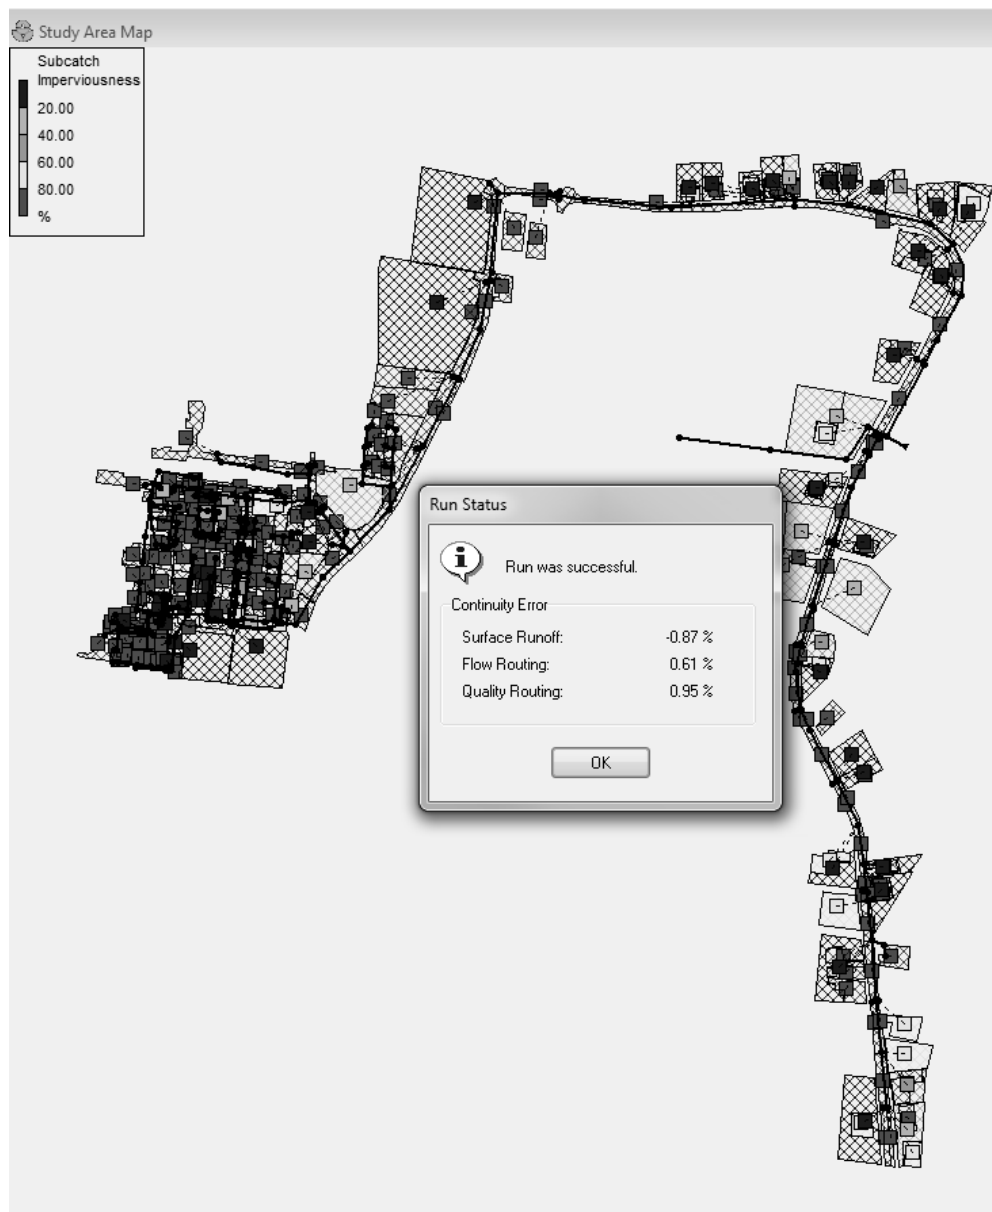 Study Area Map
Subcatch
Imperviousness
20.00
40.00
60.00
80.00
%
Run Status
Run was successful.
Continuity Error
Surface Runoff: -0.87 %
Flow Routing: 0.61 %
Quality Routing: 0.95 %
OK